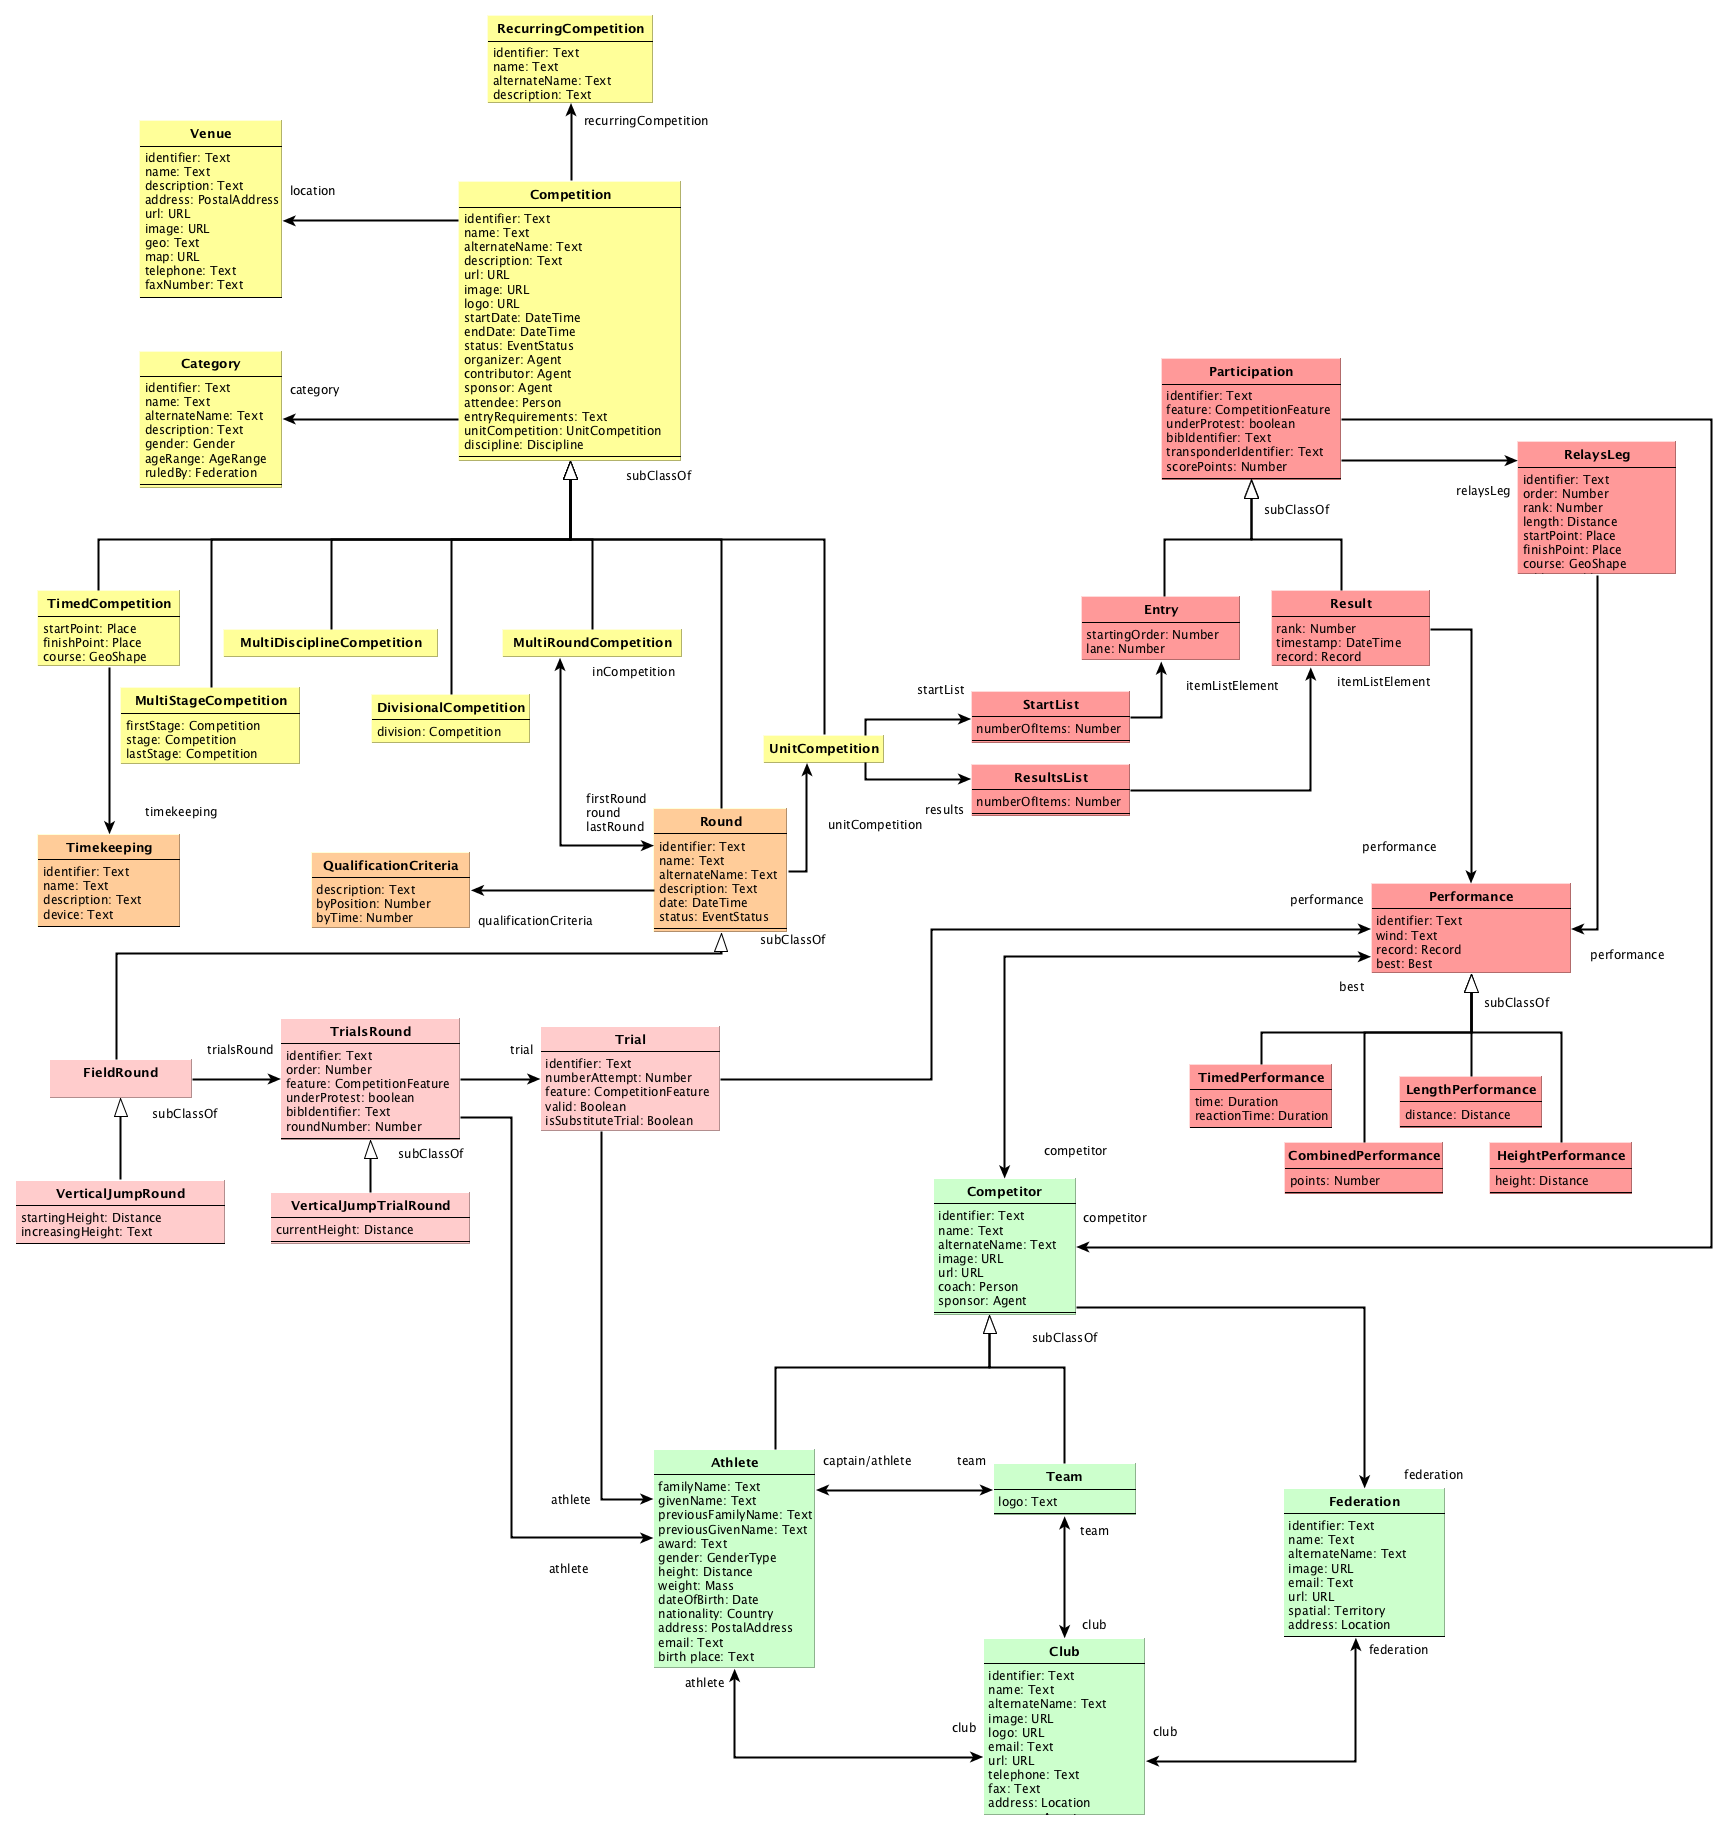 RecurringCompetition
identifier: Text
name: Text
alternateName: Text
description: Text
recurringCompetition
Venue
identifier: Text
name: Text
description: Text
address: PostalAddress
url: URL
image: URL
geo: Text
map: URL
telephone: Text
faxNumber: Text
location
Competition
identifier: Text
name: Text
alternateName: Text
description: Text
url: URL
image: URL
logo: URL
startDate: DateTime
endDate: DateTime
status: EventStatus
organizer: Agent
contributor: Agent
sponsor: Agent
attendee: Person
entryRequirements: Text
unitCompetition: UnitCompetition
discipline: Discipline
Category
identifier: Text
name: Text
alternateName: Text
description: Text
gender: Gender
ageRange: AgeRange
ruledBy: Federation
category
subClassOf
Participation
identifier: Text
feature: CompetitionFeature
underProtest: boolean
bibIdentifier: Text
transponderIdentifier: Text
scorePoints: Number
subClassOf
relaysLeg
RelaysLeg
identifier: Text
order: Number
rank: Number
length: Distance
startPoint: Place
finishPoint: Place
course: GeoShape
TimedCompetition
startPoint: Place
finishPoint: Place
course: GeoShape
MultiDisciplineCompetition
MultiRoundCompetition
inCompetition
MultiStageCompetition
firstStage: Competition
stage: Competition
lastStage: Competition
DivisionalCompetition
division: Competition
UnitCompetition
Entry
startingOrder: Number
lane: Number
Result
rank: Number
timestamp: DateTime
record: Record
itemListElement
itemListElement
startList
StartList
numberOfItems: Number
ResultsList
numberOfItems: Number
results
unitCompetition
timekeeping
Timekeeping
identifier: Text
name: Text
description: Text
device: Text
firstRound
round
lastRound
Round
identifier: Text
name: Text
alternateName: Text
description: Text
date: DateTime
status: EventStatus
QualificationCriteria
description: Text
byPosition: Number
byTime: Number
qualificationCriteria
subClassOf
performance
performance
Performance
identifier: Text
wind: Text
record: Record
best: Best
performance
best
subClassOf
trialsRound
TrialsRound
identifier: Text
order: Number
feature: CompetitionFeature
underProtest: boolean
bibIdentifier: Text
roundNumber: Number
trial
Trial
identifier: Text
numberAttempt: Number
feature: CompetitionFeature
valid: Boolean
isSubstituteTrial: Boolean
FieldRound
subClassOf
subClassOf
TimedPerformance
time: Duration
reactionTime: Duration
LengthPerformance
distance: Distance
CombinedPerformance
points: Number
HeightPerformance
height: Distance
VerticalJumpRound
startingHeight: Distance
increasingHeight: Text
VerticalJumpTrialRound
currentHeight: Distance
competitor
Competitor
identifier: Text
name: Text
alternateName: Text
image: URL
url: URL
coach: Person
sponsor: Agent
competitor
subClassOf
Athlete
familyName: Text
givenName: Text
previousFamilyName: Text
previousGivenName: Text
award: Text
gender: GenderType
height: Distance
weight: Mass
dateOfBirth: Date
nationality: Country
address: PostalAddress
email: Text
birth place: Text
captain/athlete
team
Team
logo: Text
team
athlete
athlete
athlete
federation
Federation
identifier: Text
name: Text
alternateName: Text
image: URL
email: Text
url: URL
spatial: Territory
address: Location
federation
club
Club
identifier: Text
name: Text
alternateName: Text
image: URL
logo: URL
email: Text
url: URL
telephone: Text
fax: Text
address: Location
club
club